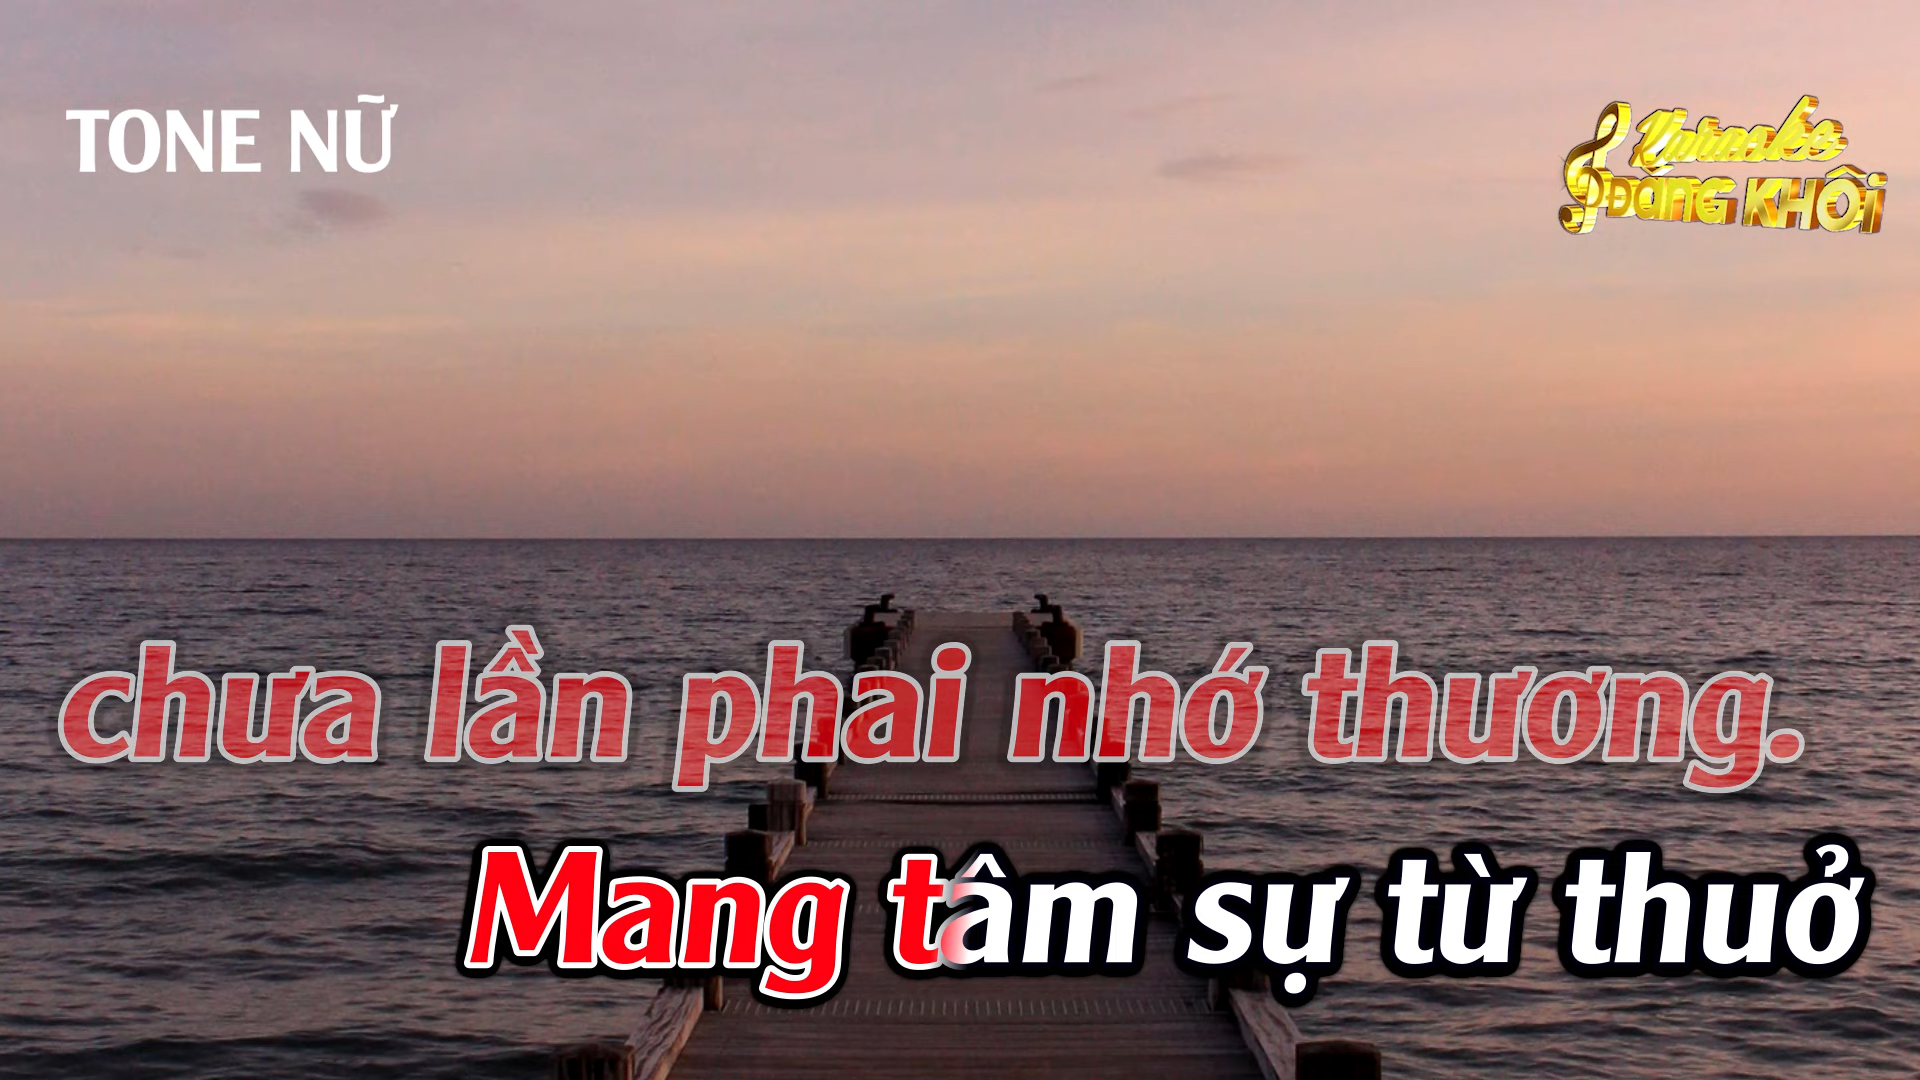 TONE NỮ
Karaoke
ĐĂNG KHÔI
chưa lần phai nhớ thương.
Mang tâm sự từ thuở